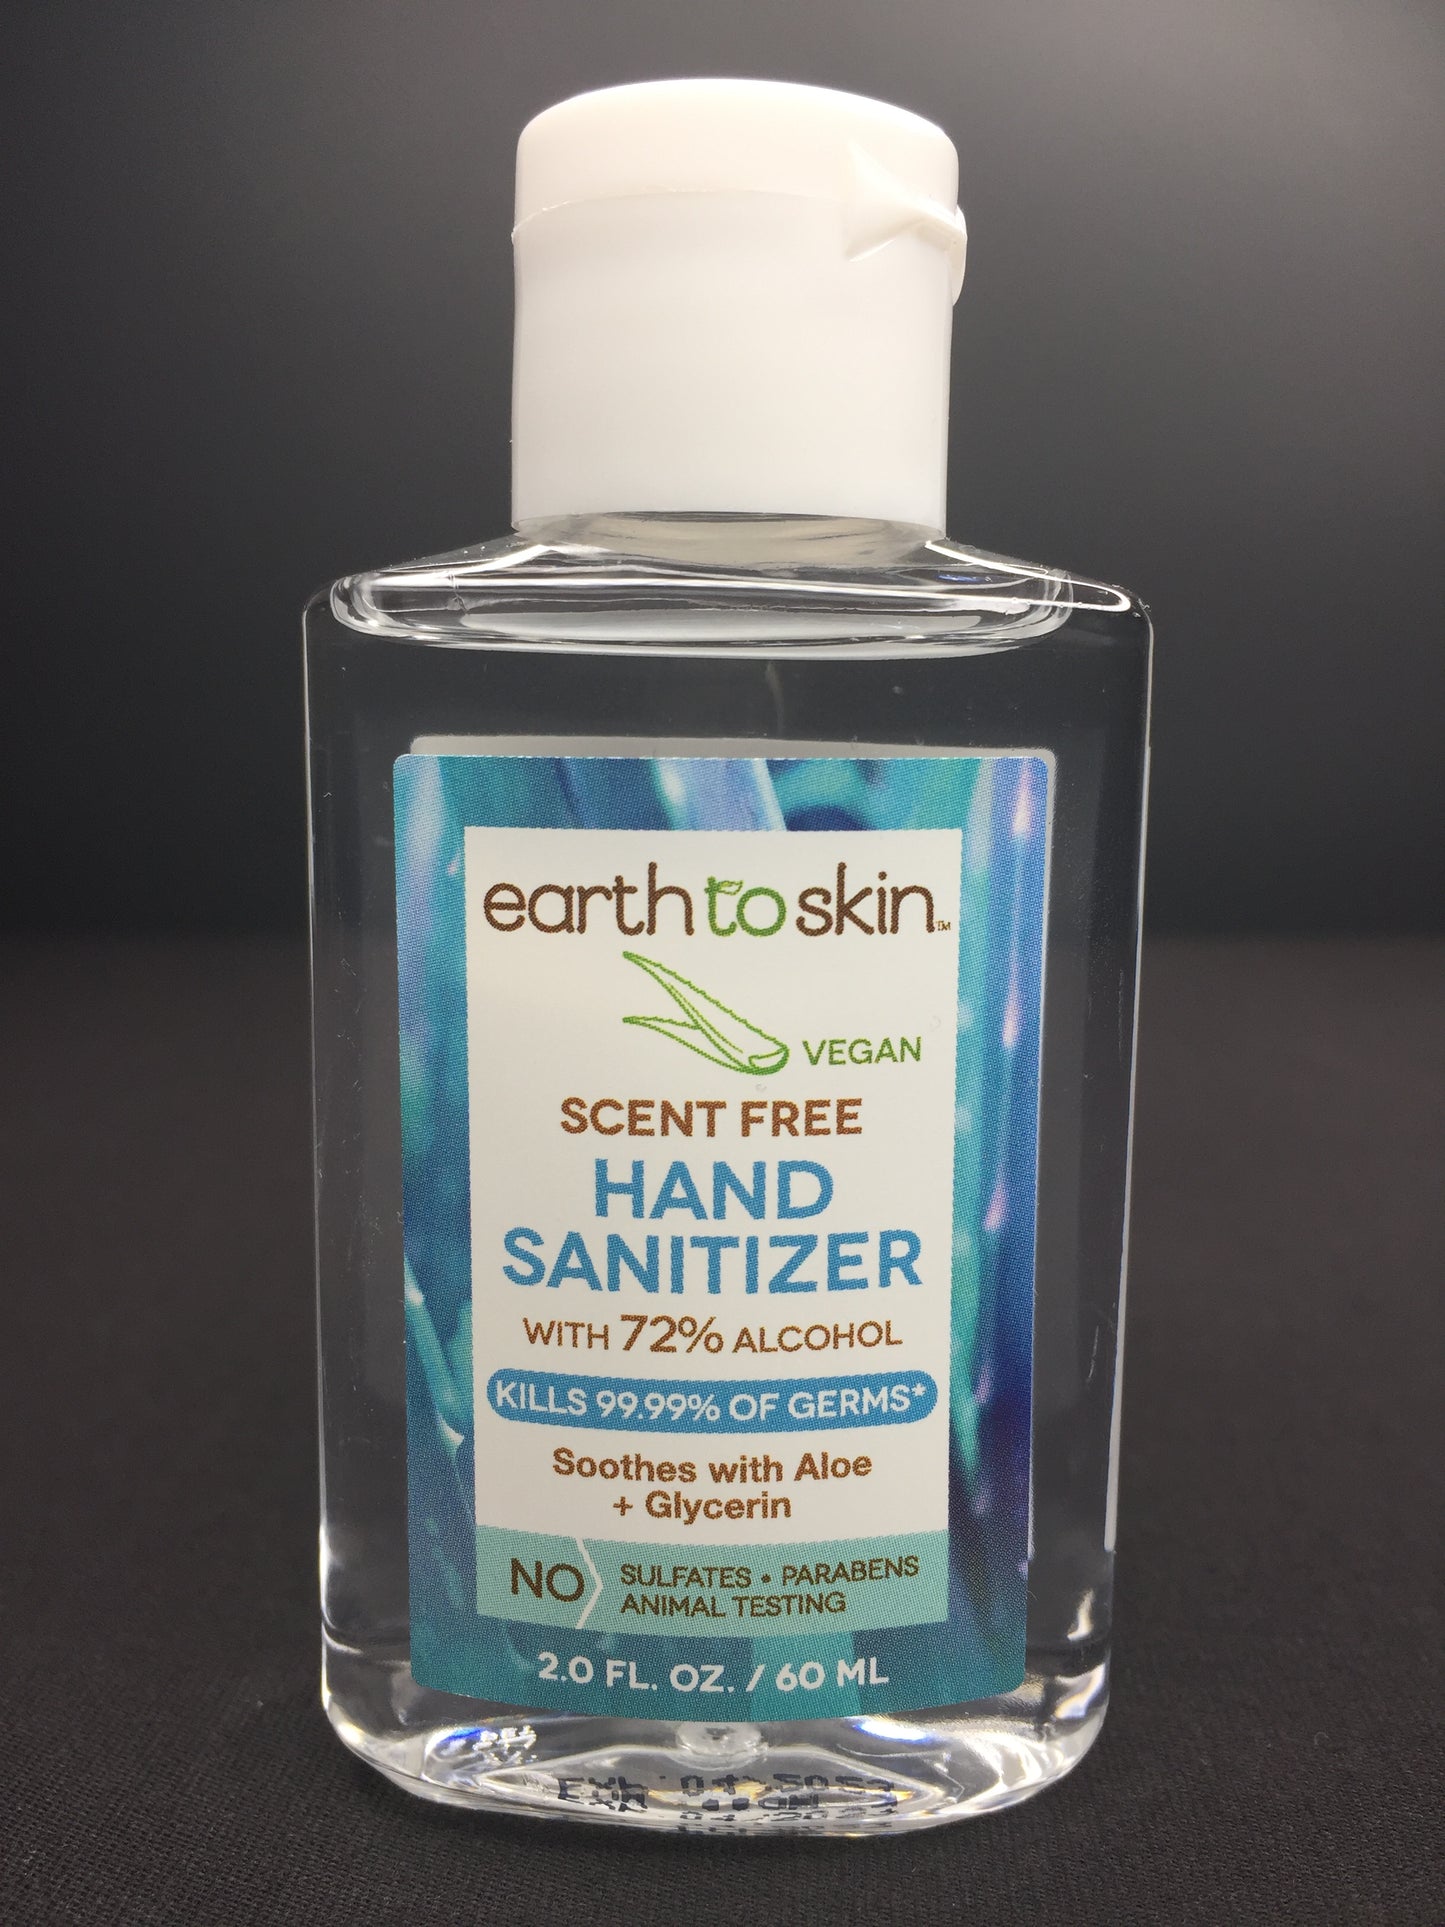 earth to skin™
VEGAN
SCENT FREE
HAND
SANITIZER
WITH 72% ALCOHOL
KILLS 99.99% OF GERMS*
Soothes with Aloe
+ Glycerin
NO SULFATES • PARABENS
ANIMAL TESTING
2.0 FL. OZ. / 60 ML